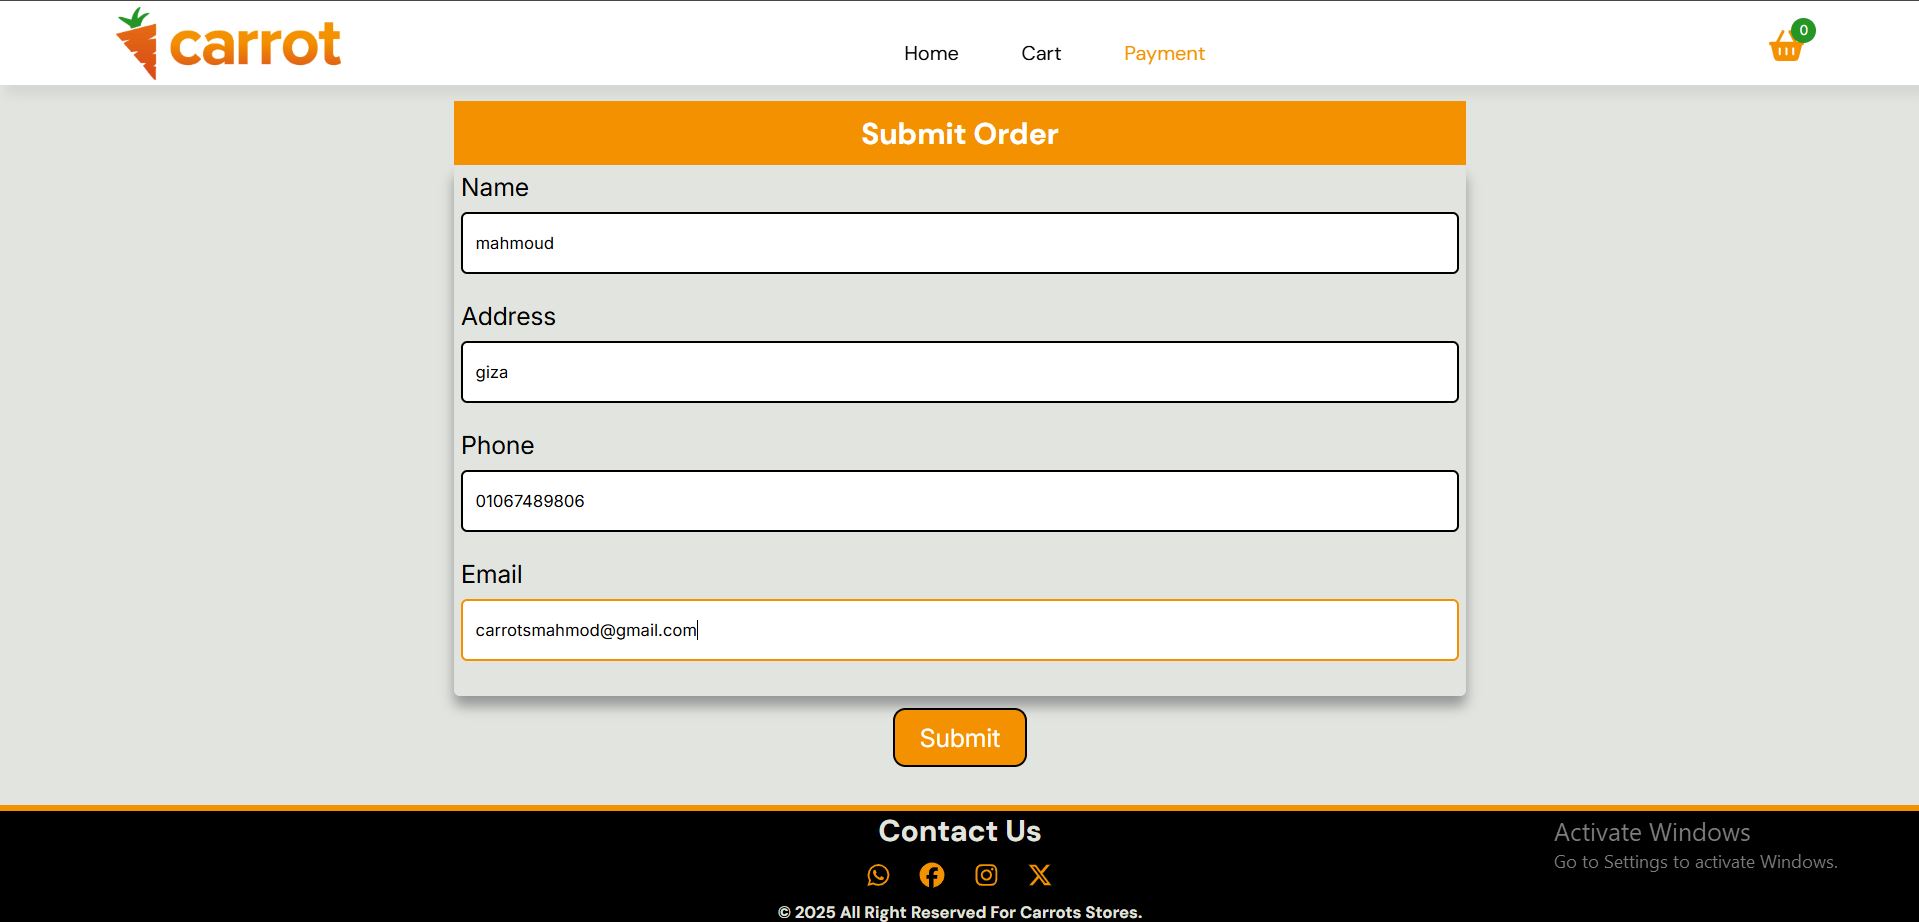 carrot
Home Cart Payment
0
Submit Order
Name
mahmoud
Address
giza
Phone
01067489806
Email
carrotsmahmod@gmail.com
Submit
Contact Us
Activate Windows
Go to Settings to activate Windows.
© 2025 All Right Reserved For Carrots Stores.